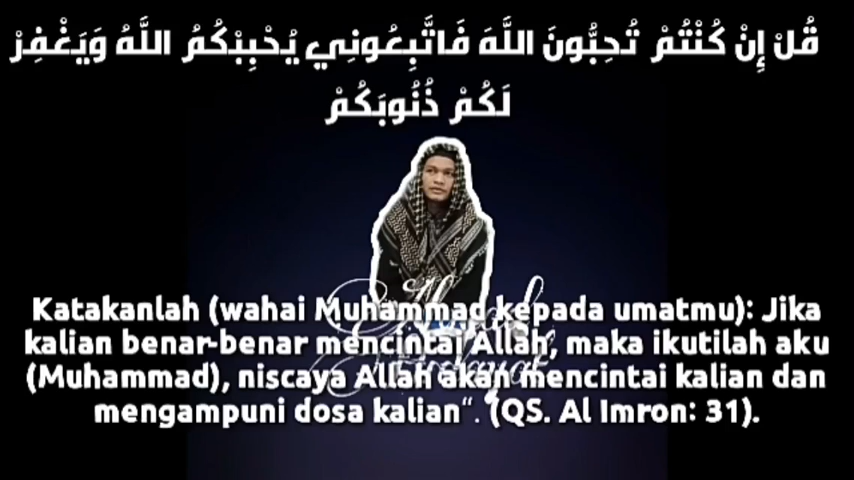 قُلْ إِنْ كُنْتُمْ تُحِبُّونَ اللَّهَ فَاتَّبِعُونِي يُحْبِبْكُمُ اللَّهُ وَيَغْفِرْ
لَكُمْ ذُنُوبَكُمْ
Katakanlah (wahai Muhammad kepada umatmu): Jika
kalian benar-benar mencintai Allah, maka ikutilah aku
(Muhammad), niscaya Allah akan mencintai kalian dan
mengampuni dosa kalian“. (QS. Al Imron: 31).